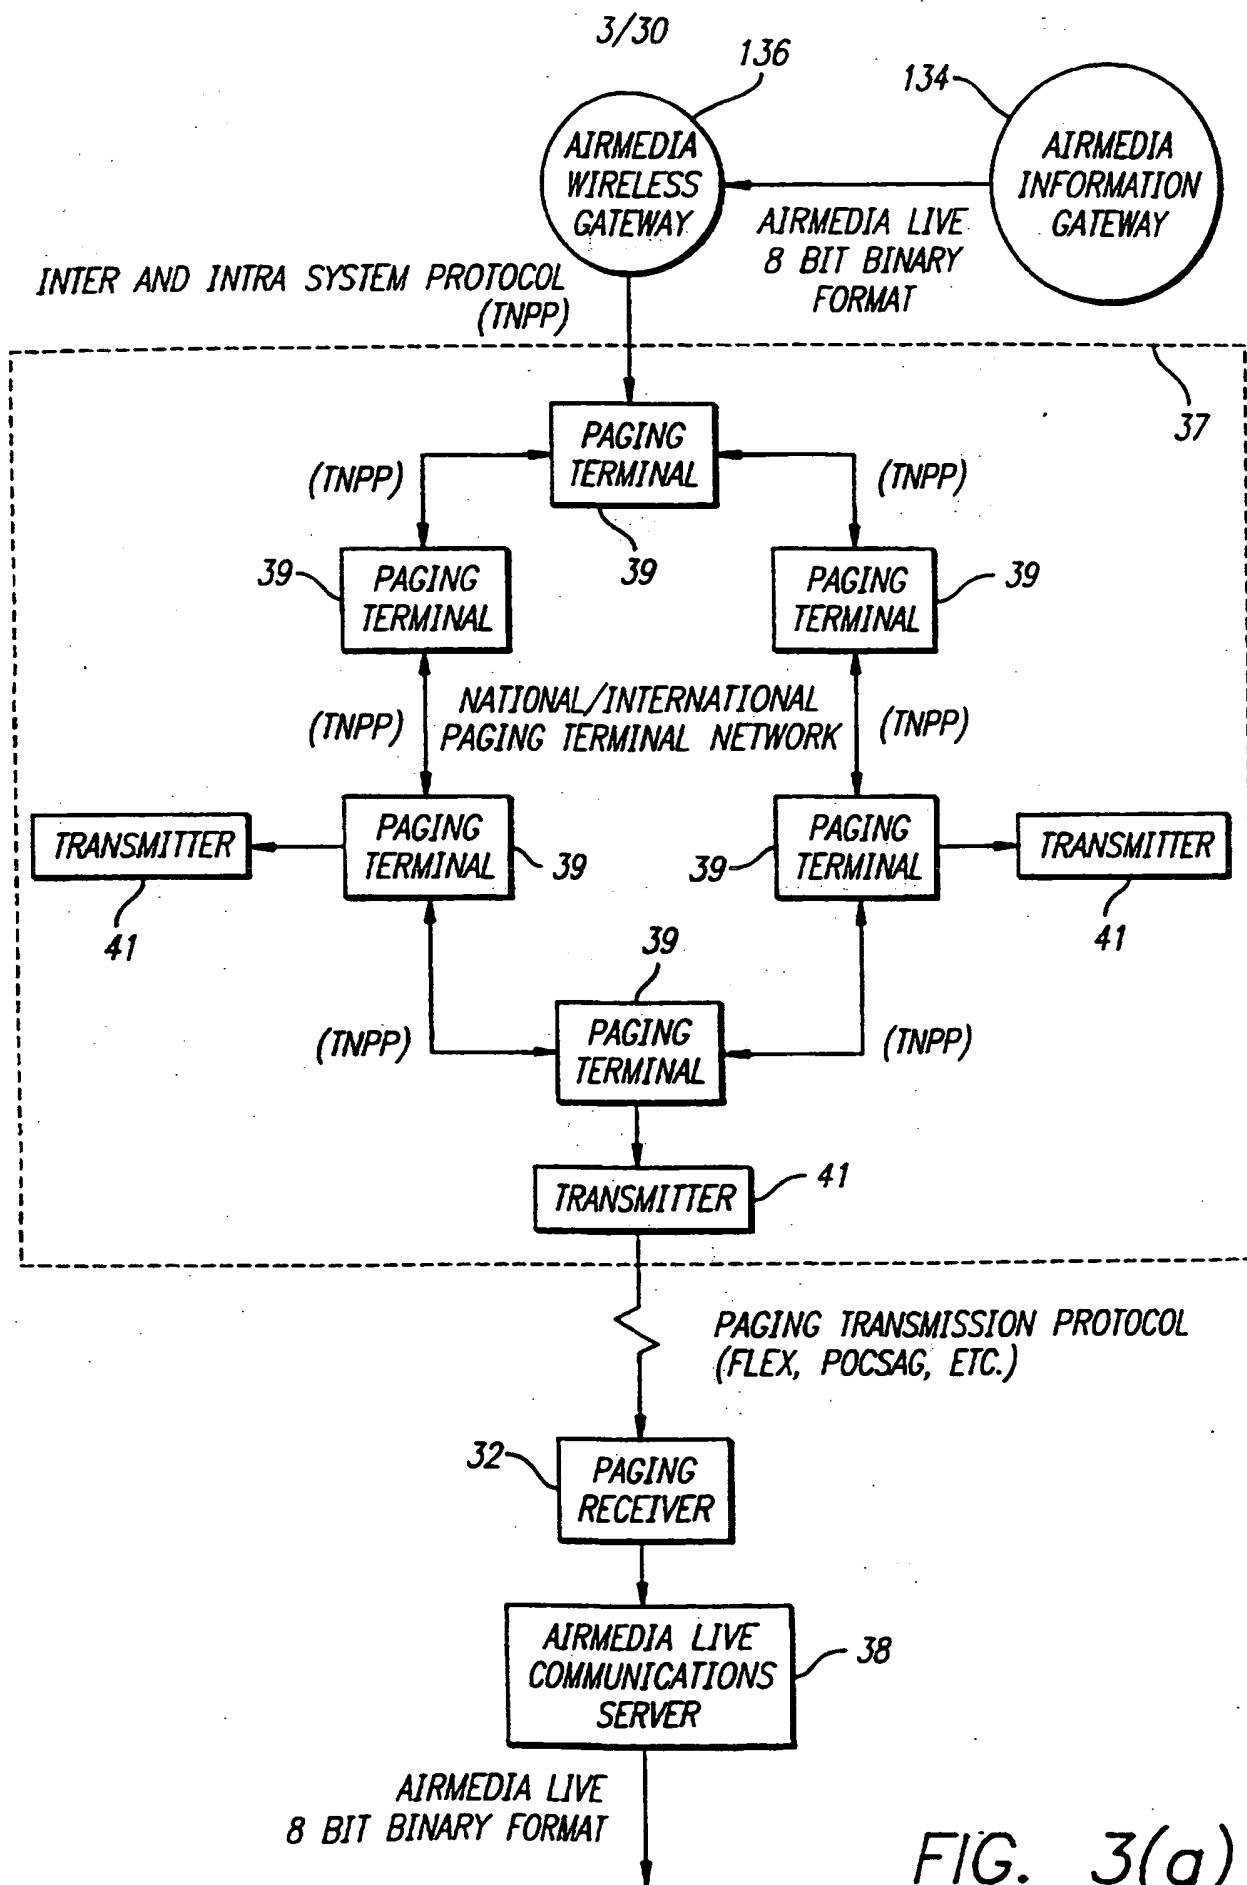 3/30
136
134
AIRMEDIA
WIRELESS
GATEWAY
AIRMEDIA
INFORMATION
GATEWAY
AIRMEDIA LIVE
8 BIT BINARY
FORMAT
INTER AND INTRA SYSTEM PROTOCOL
(TNPP)
37
PAGING
TERMINAL
39
(TNPP)
(TNPP)
39
PAGING
TERMINAL
PAGING
TERMINAL
39
(TNPP)
NATIONAL/INTERNATIONAL
PAGING TERMINAL NETWORK
(TNPP)
TRANSMITTER
41
PAGING
TERMINAL
39
39
PAGING
TERMINAL
TRANSMITTER
41
39
(TNPP)
PAGING
TERMINAL
(TNPP)
TRANSMITTER
41
PAGING TRANSMISSION PROTOCOL
(FLEX, POCSAG, ETC.)
32
PAGING
RECEIVER
AIRMEDIA LIVE
COMMUNICATIONS
SERVER
38
AIRMEDIA LIVE
8 BIT BINARY FORMAT
FIG. 3(a)